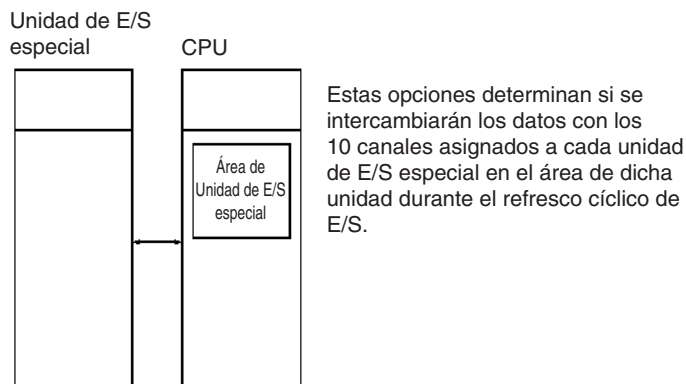 Unidad de E/S
especial
CPU
Área de
Unidad de E/S
especial
Estas opciones determinan si se
intercambiarán los datos con los
10 canales asignados a cada unidad
de E/S especial en el área de dicha
unidad durante el refresco cíclico de
E/S.